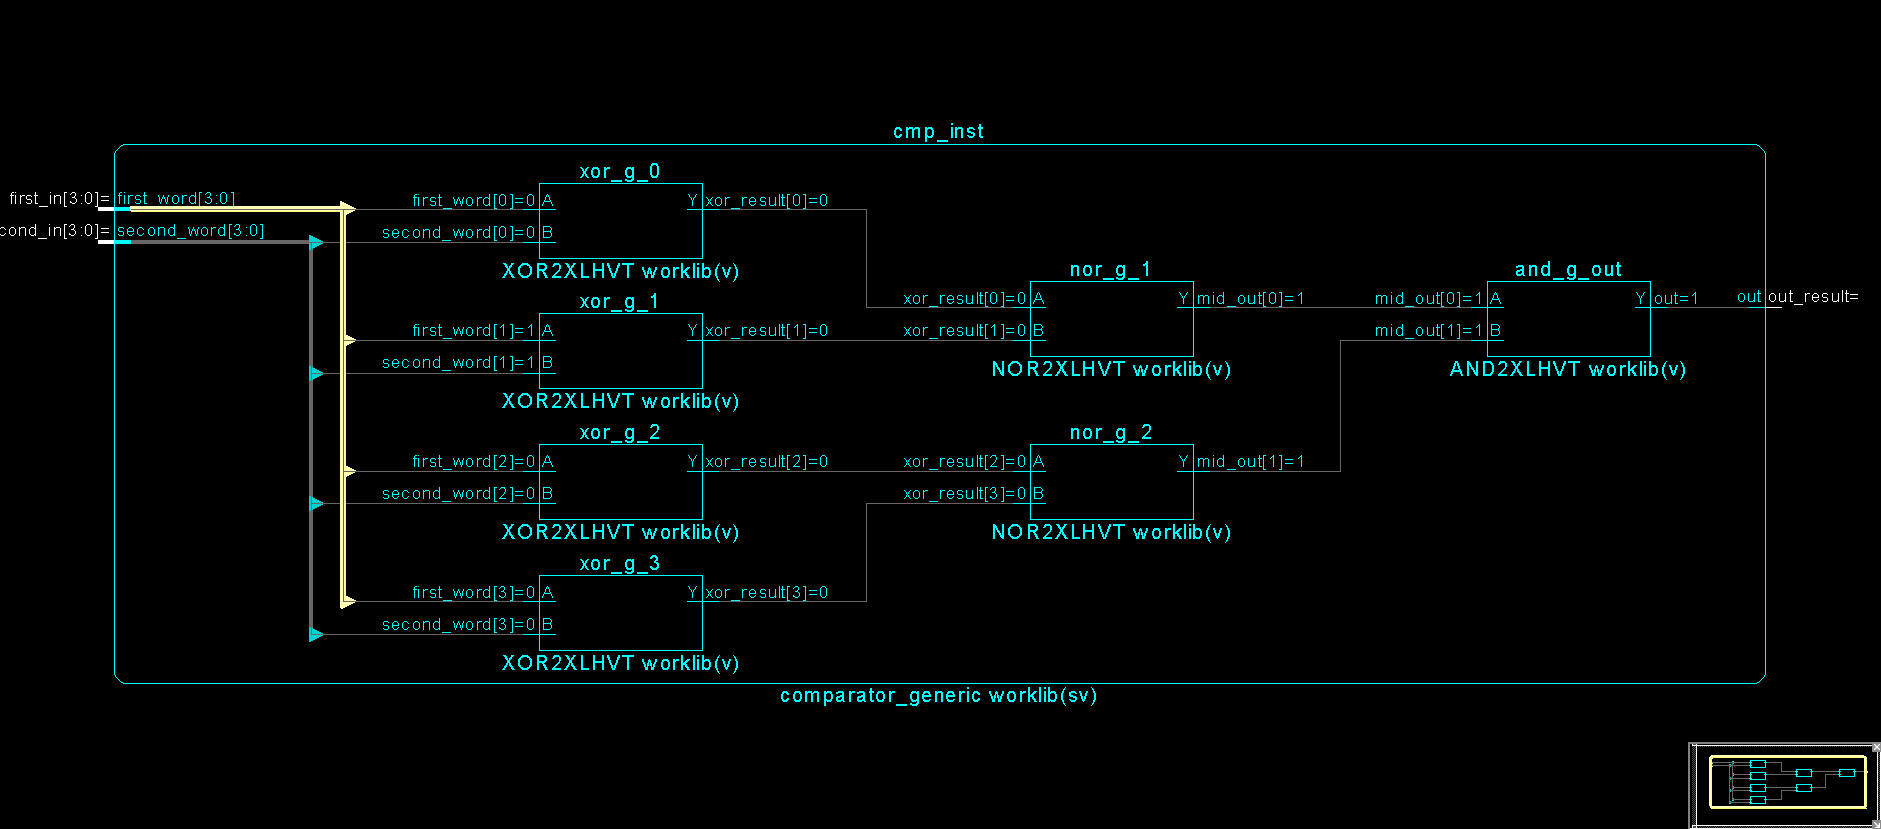 cmp_inst
xor_g_0
first_in[3:0]= first_word[3:0]
first_word[0]=0 A Y xor_result[0]=0
cond_in[3:0]= second_word[3:0]
second_word[0]=0 B
XOR2XLHVT worklib(v)
xor_g_1
first_word[1]=1 A Y xor_result[1]=0
second_word[1]=1 B
XOR2XLHVT worklib(v)
xor_g_2
first_word[2]=0 A Y xor_result[2]=0
second_word[2]=0 B
XOR2XLHVT worklib(v)
xor_g_3
first_word[3]=0 A Y xor_result[3]=0
second_word[3]=0 B
XOR2XLHVT worklib(v)
nor_g_1
xor_result[0]=0 A Y mid_out[0]=1
xor_result[1]=0 B
NOR2XLHVT worklib(v)
nor_g_2
xor_result[2]=0 A Y mid_out[1]=1
xor_result[3]=0 B
NOR2XLHVT worklib(v)
and_g_out
mid_out[0]=1 A Y out=1
mid_out[1]=1 B
AND2XLHVT worklib(v)
out out_result=
comparator_generic worklib(sv)